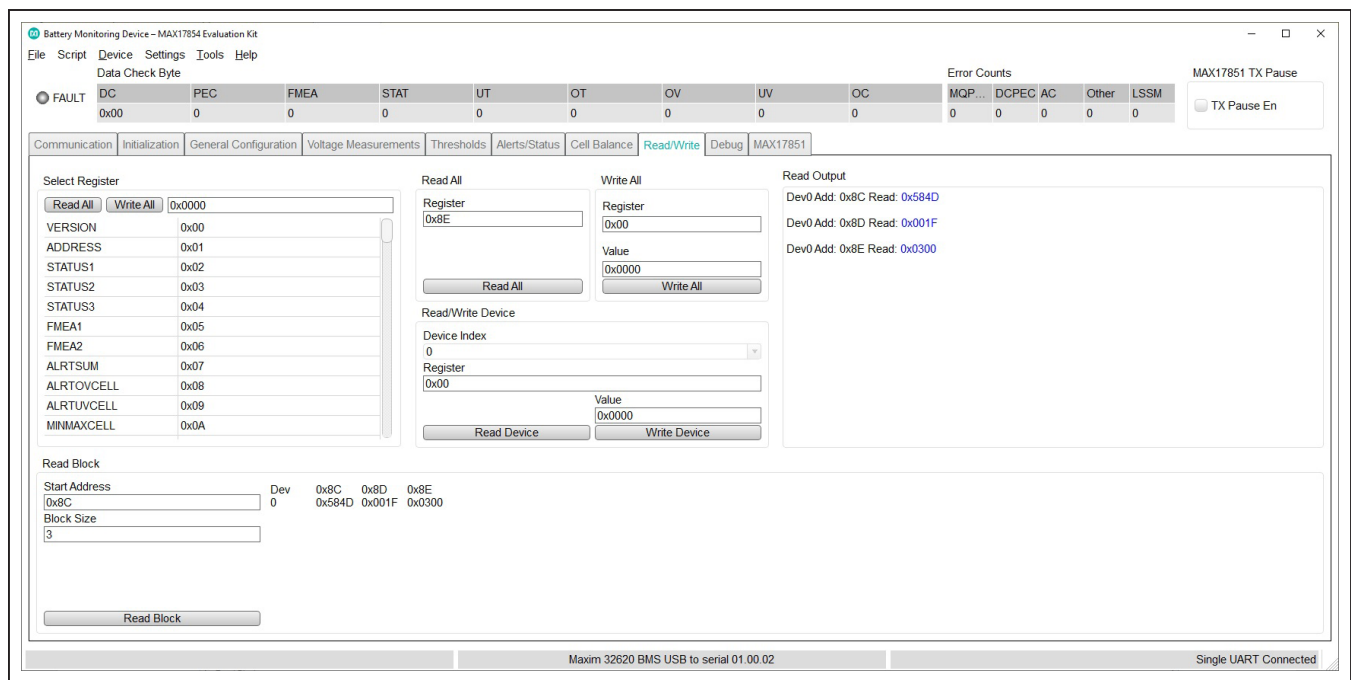 Battery Monitoring Device – MAX17854 Evaluation Kit
File Script Device Settings Tools Help
Data Check Byte Error Counts MAX17851 TX Pause
FAULT DC PEC FMEA STAT UT OT OV UV OC MQP... DCPEC AC Other LSSM
0x00 0 0 0 0 0 0 0 0 0 0 0 0 0
TX Pause En
Communication Initialization General Configuration Voltage Measurements Thresholds Alerts/Status Cell Balance Read/Write Debug MAX17851
Select Register
Read All Write All 0x0000
VERSION 0x00
ADDRESS 0x01
STATUS1 0x02
STATUS2 0x03
STATUS3 0x04
FMEA1 0x05
FMEA2 0x06
ALRTSUM 0x07
ALRTOVCELL 0x08
ALRTUVCELL 0x09
MINMAXCELL 0x0A
Read All
Register
0x8E
Read All
Write All
Register
0x00
Value
0x0000
Write All
Read/Write Device
Device Index
0
Register
0x00
Value
0x0000
Read Device Write Device
Read Output
Dev0 Add: 0x8C Read: 0x584D
Dev0 Add: 0x8D Read: 0x001F
Dev0 Add: 0x8E Read: 0x0300
Read Block
Start Address
0x8C
Block Size
3
Read Block
Dev 0x8C 0x8D 0x8E
0 0x584D 0x001F 0x0300
Maxim 32620 BMS USB to serial 01.00.02
Single UART Connected